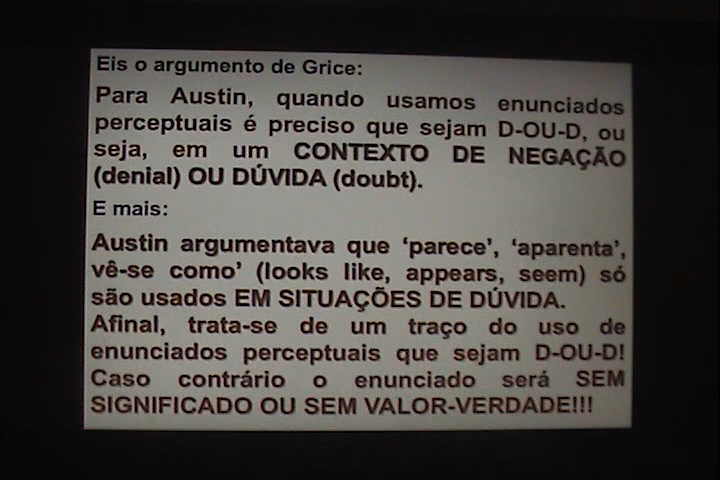 Eis o argumento de Grice:
Para Austin, quando usamos enunciados
perceptuais é preciso que sejam D-OU-D, ou
seja, em um CONTEXTO DE NEGAÇÃO
(denial) OU DÚVIDA (doubt).
E mais:
Austin argumentava que ‘parece’, ‘aparenta’,
vê-se como’ (looks like, appears, seem) só
são usados EM SITUAÇÕES DE DÚVIDA.
Afinal, trata-se de um traço do uso de
enunciados perceptuais que sejam D-OU-D!
Caso contrário o enunciado será SEM
SIGNIFICADO OU SEM VALOR-VERDADE!!!